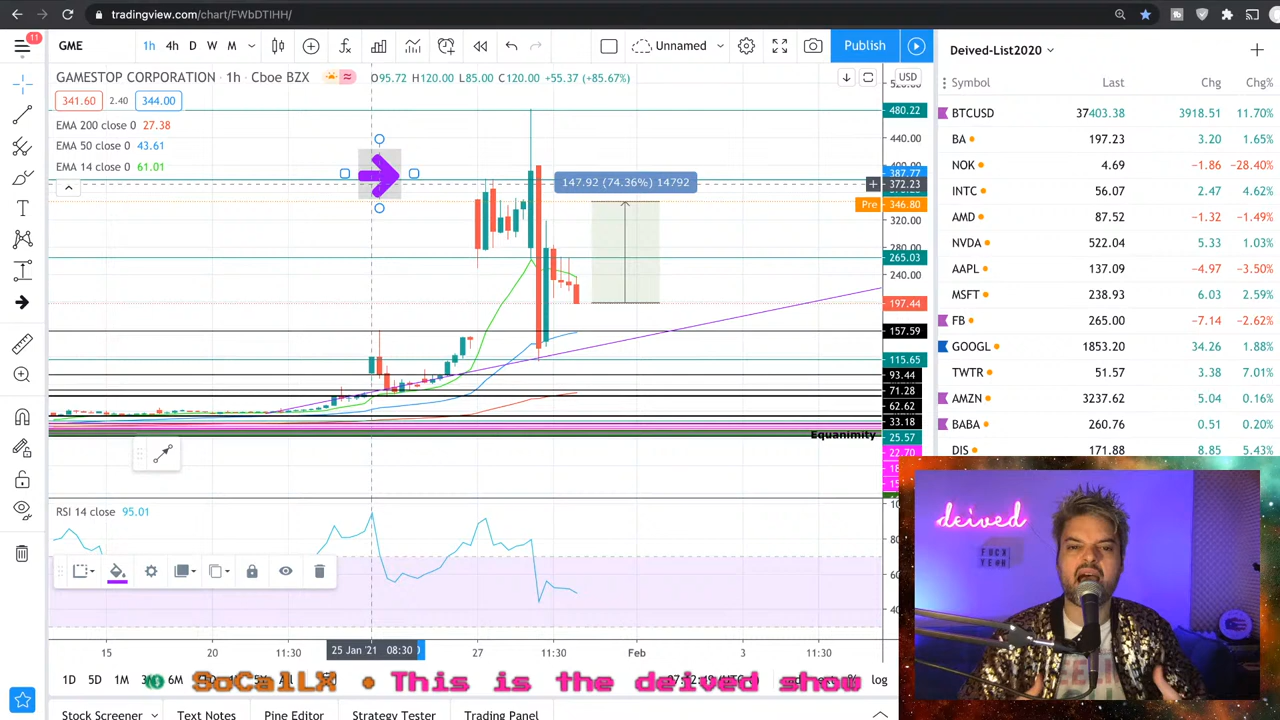 tradingview.com/chart/FWbDTIHH/
11
GME
1h 4h D W M
Unnamed
Publish
Deived-List2020
GAMESTOP CORPORATION 1h Cboe BZX
O95.72 H120.00 L85.00 C120.00 +55.37 (+85.67%)
USD
341.60 2.40 344.00
EMA 200 close 0 27.38
EMA 50 close 0 43.61
EMA 14 close 0 61.01
147.92 (74.36%) 14792
480.22
440.00
400.00
387.77
372.23
Pre 346.80
320.00
280.00
265.03
240.00
197.44
157.59
115.65
93.44
71.28
62.62
33.18
Equanimity
25.57
22.70
Symbol Last Chg Chg%
BTCUSD 37403.38 3918.51 11.70%
BA 197.23 3.20 1.65%
NOK 4.69 −1.86 −28.40%
INTC 56.07 2.47 4.62%
AMD 87.52 −1.32 −1.49%
NVDA 522.04 5.33 1.03%
AAPL 137.09 −4.97 −3.50%
MSFT 238.93 6.03 2.59%
FB 265.00 −7.14 −2.62%
GOOGL 1853.20 34.26 1.88%
TWTR 51.57 3.38 7.01%
AMZN 3237.62 5.04 0.16%
BABA 260.76 0.51 0.20%
DIS 171.88 8.85 5.43%
RSI 14 close 95.01
15 20 11:30 25 Jan '21 08:30 27 11:30 Feb 3 11:30
1D 5D 1M
log
This is the deived show
Stock Screener Text Notes Pine Editor Strategy Tester Trading Panel
deived
FUCK
YEAH